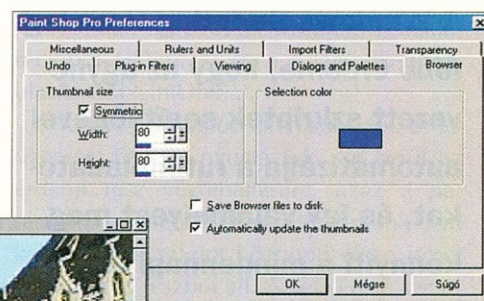 Paint Shop Pro Preferences
Miscellaneous Rulers and Units Import Filters Transparency
Undo Plug-in Filters Viewing Dialogs and Palettes Browser
Thumbnail size
Selection color
Symmetric
Width: 80
Height: 80
Save Browser files to disk
Automatically update the thumbnails
OK Mégse Súgó